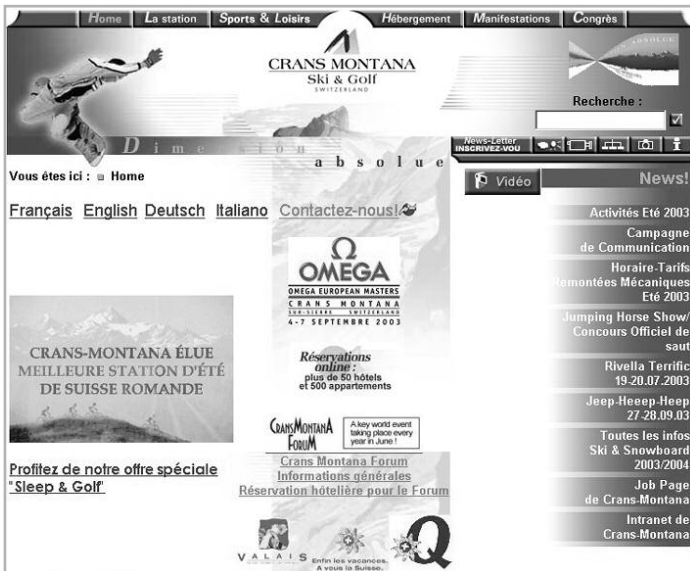 Home La station Sports & Loisirs Hébergement Manifestations Congrès
CRANS MONTANA
Ski & Golf
SWITZERLAND
Recherche :
Dimension
absolue
News-Letter
INSCRIVEZ-VOU
Vous êtes ici : Home
Vidéo
News!
Français English Deutsch Italiano Contactez-nous!
OMEGA
OMEGA EUROPEAN MASTERS
CRANS MONTANA
SUR-SIERRE SWITZERLAND
4-7 SEPTEMBRE 2003
CRANS-MONTANA ÉLUE
MEILLEURE STATION D'ÉTÉ
DE SUISSE ROMANDE
Réservations
online :
plus de 50 hôtels
et 500 appartements
CRANSMONTANA
FORUM
A key world event
taking place every
year in June !
Crans Montana Forum
Informations générales
Réservation hôtelière pour le Forum
Profitez de notre offre spéciale
"Sleep & Golf"
VALAIS
Enfin les vacances.
A vous la Suisse.
Q
Activités Eté 2003
Campagne
de Communication
Horaire-Tarifs
Remontées Mécaniques
Eté 2003
Jumping Horse Show/
Concours Officiel de
saut
Rivella Terrific
19-20.07.2003
Jeep-Heeep-Heep
27-28.09.03
Toutes les infos
Ski & Snowboard
2003/2004
Job Page
de Crans-Montana
Intranet de
Crans-Montana